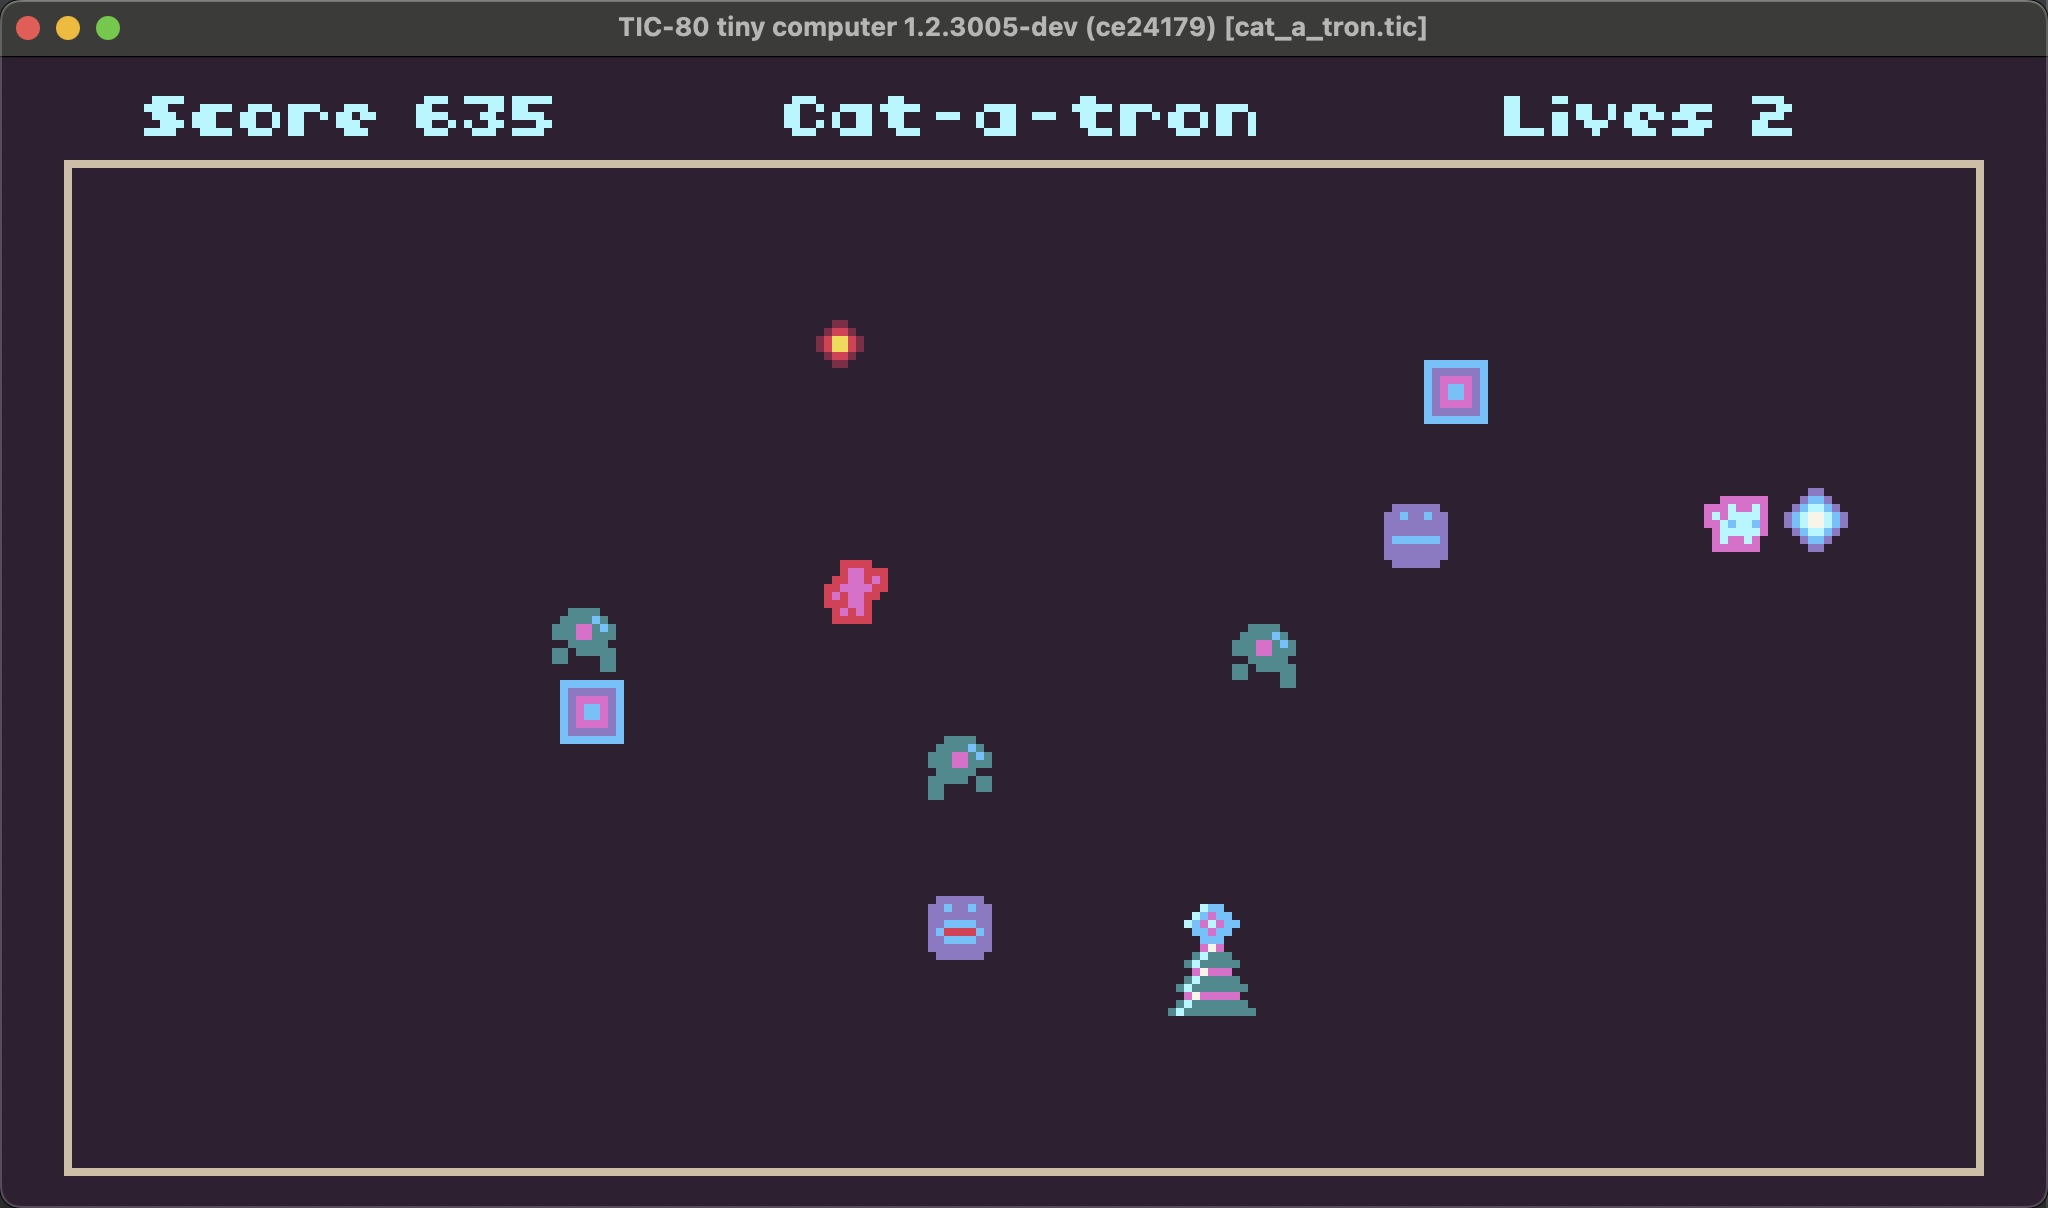 TIC-80 tiny computer 1.2.3005-dev (ce24179) [cat_a_tron.tic]
Score 635 Cat-a-tron Lives 2